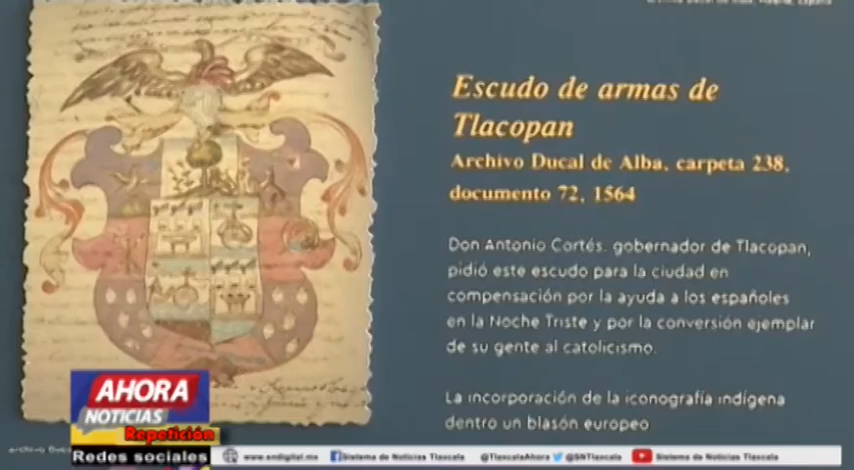 Escudo de armas de
Tlacopan
Archivo Ducal de Alba, carpeta 238,
documento 72, 1564
Don Antonio Cortés, gobernador de Tlacopan,
pidió este escudo para la ciudad en
compensación por la ayuda a los españoles
en la Noche Triste y por la conversión ejemplar
de su gente al catolicismo.
La incorporación de la iconografía indígena
dentro un blasón europeo
AHORA
NOTICIAS
Repetición
Redes sociales
www.sndigital.mx
Sistema de Noticias Tlaxcala
@TlaxcalaAhora
@SNTlaxcala
Sistema de Noticias Tlaxcala